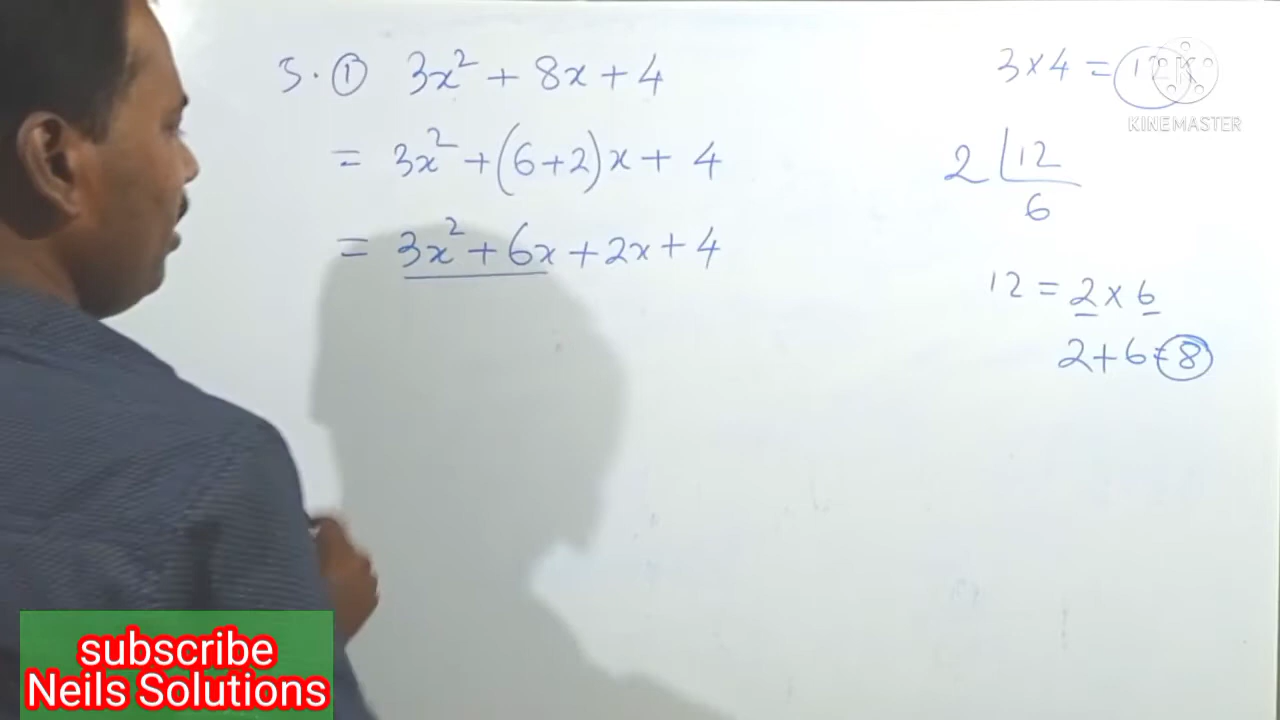 5. ① 3x² + 8x + 4
= 3x² + (6+2)x + 4
= 3x² + 6x + 2x + 4
3 x 4 = 12
KINEMASTER
2 | 12
6
12 = 2 x 6
2 + 6 = 8
subscribe
Neils Solutions